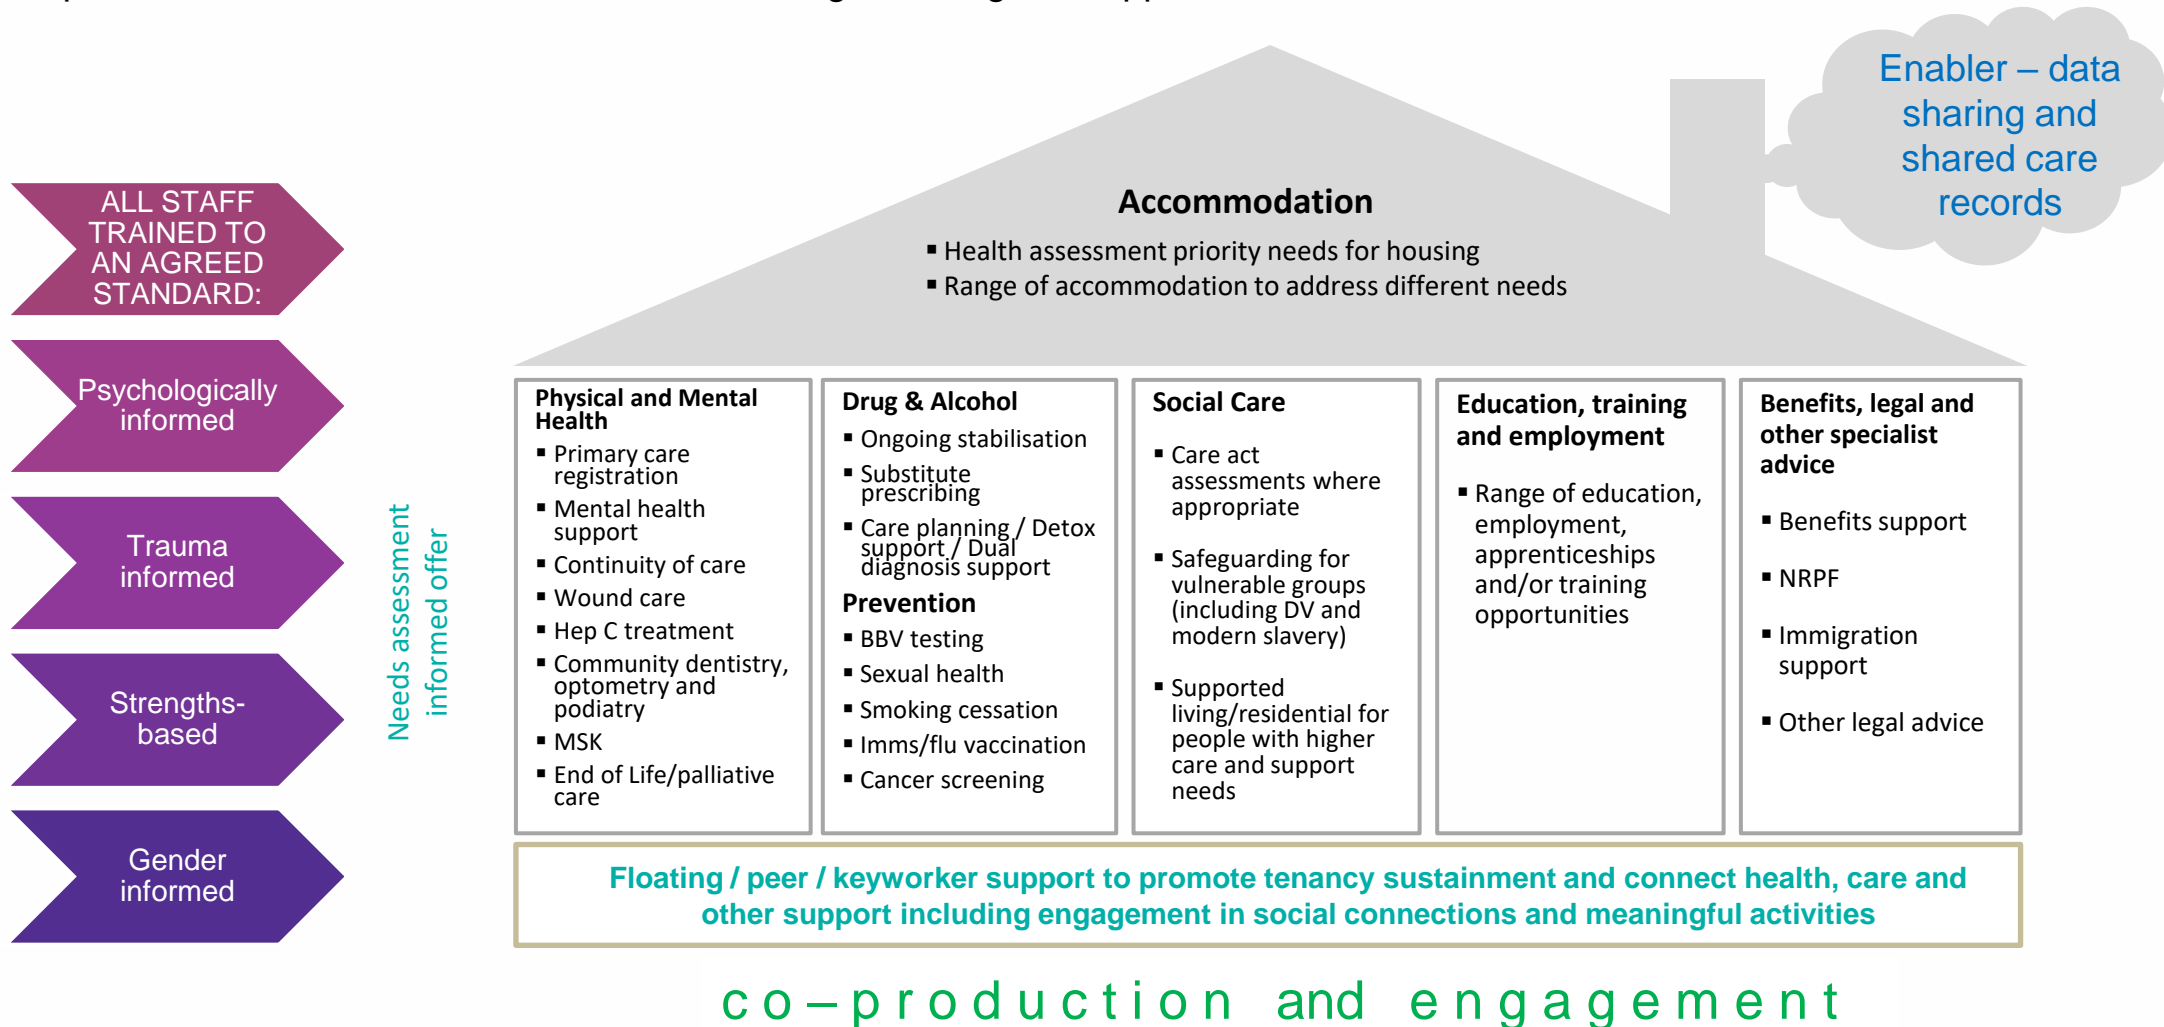 Enabler – data
sharing and
shared care
records
ALL STAFF
TRAINED TO
AN AGREED
STANDARD:
Psychologically
informed
Trauma
informed
Strengths-
based
Gender
informed
Needs assessment
informed offer
Accommodation
▪ Health assessment priority needs for housing
▪ Range of accommodation to address different needs
Physical and Mental
Health
▪ Primary care
registration
▪ Mental health
support
▪ Continuity of care
▪ Wound care
▪ Hep C treatment
▪ Community dentistry,
optometry and
podiatry
▪ MSK
▪ End of Life/palliative
care
Drug & Alcohol
▪ Ongoing stabilisation
▪ Substitute
prescribing
▪ Care planning / Detox
support / Dual
diagnosis support
Prevention
▪ BBV testing
▪ Sexual health
▪ Smoking cessation
▪ Imms/flu vaccination
▪ Cancer screening
Social Care
▪ Care act
assessments where
appropriate
▪ Safeguarding for
vulnerable groups
(including DV and
modern slavery)
▪ Supported
living/residential for
people with higher
care and support
needs
Education, training
and employment
▪ Range of education,
employment,
apprenticeships
and/or training
opportunities
Benefits, legal and
other specialist
advice
▪ Benefits support
▪ NRPF
▪ Immigration
support
▪ Other legal advice
Floating / peer / keyworker support to promote tenancy sustainment and connect health, care and
other support including engagement in social connections and meaningful activities
co–production and engagement